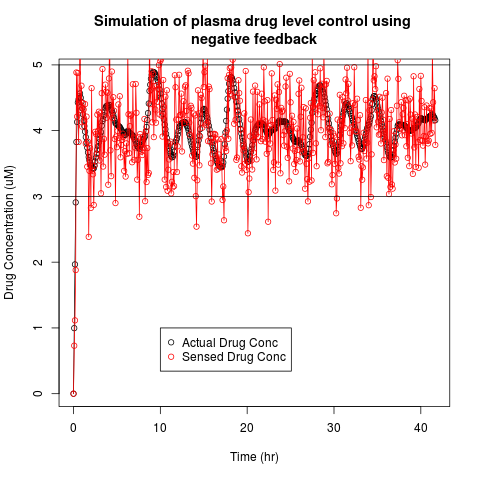 Simulation of plasma drug level control using
negative feedback
Drug Concentration (uM)
5
4
3
2
1
0
Actual Drug Conc
Sensed Drug Conc
0 10 20 30 40
Time (hr)